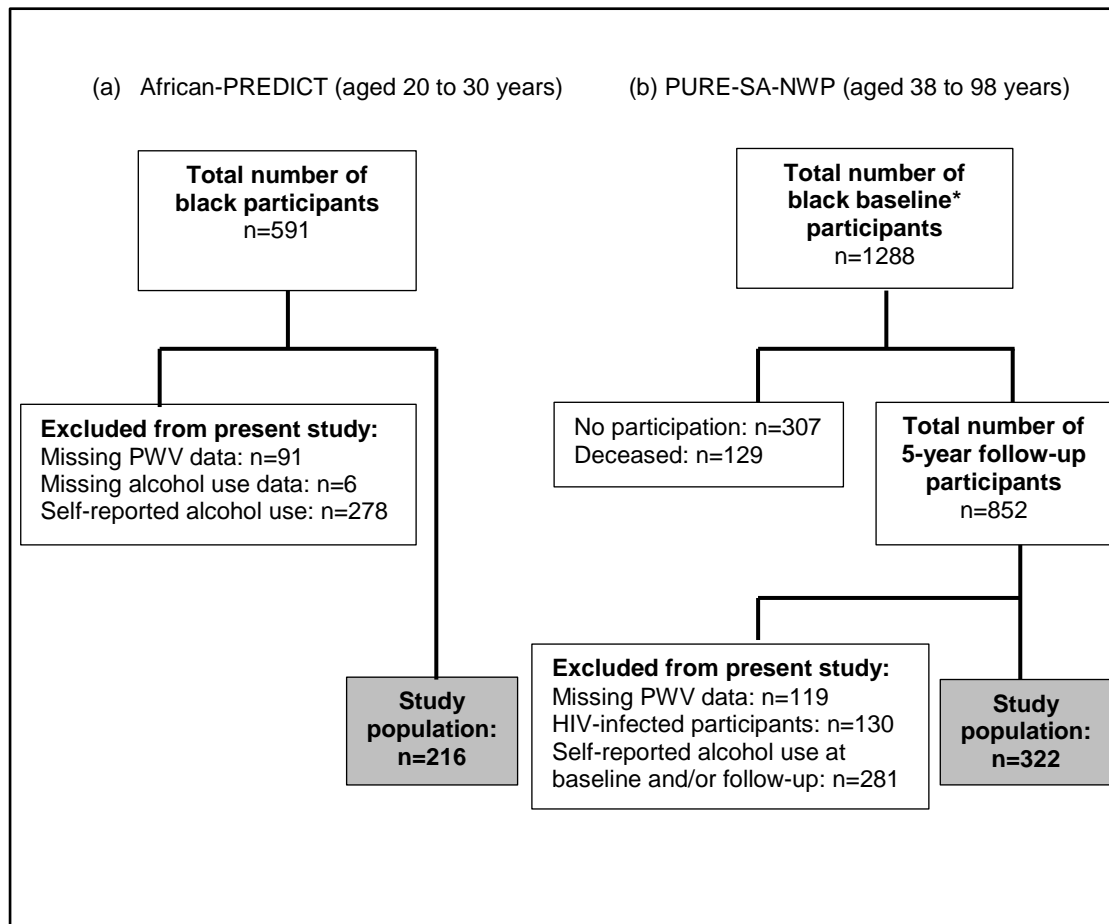 (a) African-PREDICT (aged 20 to 30 years)
Total number of
black participants
n=591
Excluded from present study:
Missing PWV data: n=91
Missing alcohol use data: n=6
Self-reported alcohol use: n=278
Study
population:
n=216
(b) PURE-SA-NWP (aged 38 to 98 years)
Total number of
black baseline*
participants
n=1288
No participation: n=307
Deceased: n=129
Total number of
5-year follow-up
participants
n=852
Excluded from present study:
Missing PWV data: n=119
HIV-infected participants: n=130
Self-reported alcohol use at
baseline and/or follow-up: n=281
Study
population:
n=322